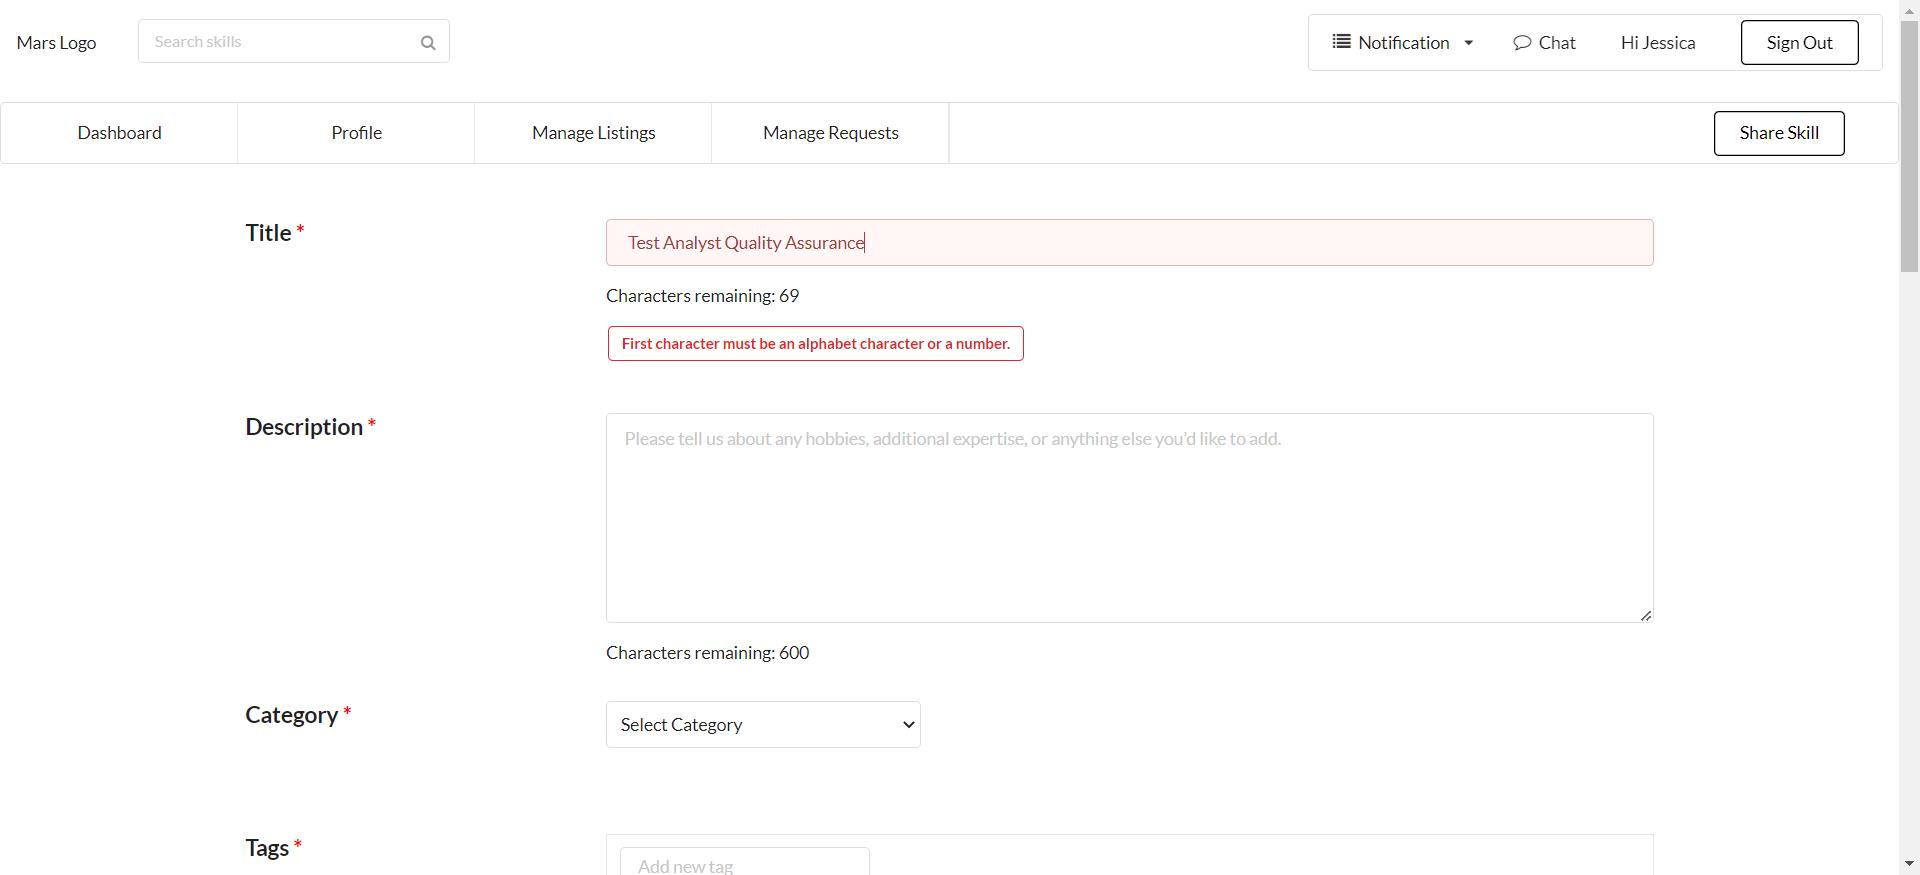 Mars Logo
Search skills
Notification
Chat
Hi Jessica
Sign Out
Dashboard
Profile
Manage Listings
Manage Requests
Share Skill
Title *
Test Analyst Quality Assurance
Characters remaining: 69
First character must be an alphabet character or a number.
Description *
Please tell us about any hobbies, additional expertise, or anything else you'd like to add.
Characters remaining: 600
Category *
Select Category
Tags *
Add new tag